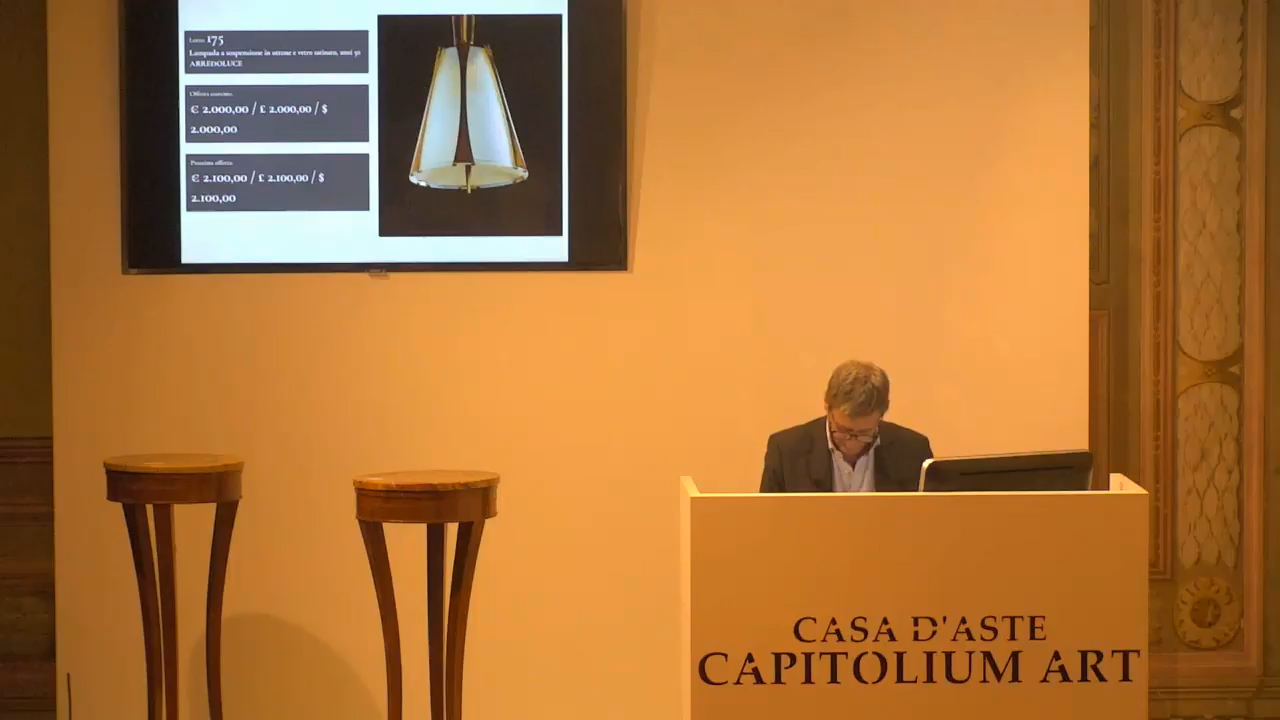 Lotto: 175
Lampada a sospensione in ottone e vetro satinato, anni 50
ARREDOLUCE
Offerta corrente:
€ 2.000,00 / £ 2.000,00 / $
2.000,00
Prossima offerta:
€ 2.100,00 / £ 2.100,00 / $
2.100,00
CASA D'ASTE
CAPITOLIUM ART